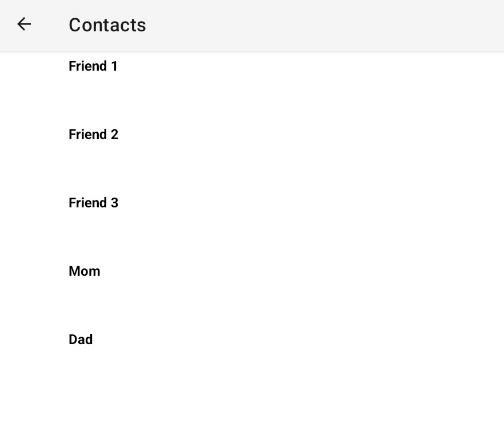 Contacts
Friend 1
Friend 2
Friend 3
Mom
Dad